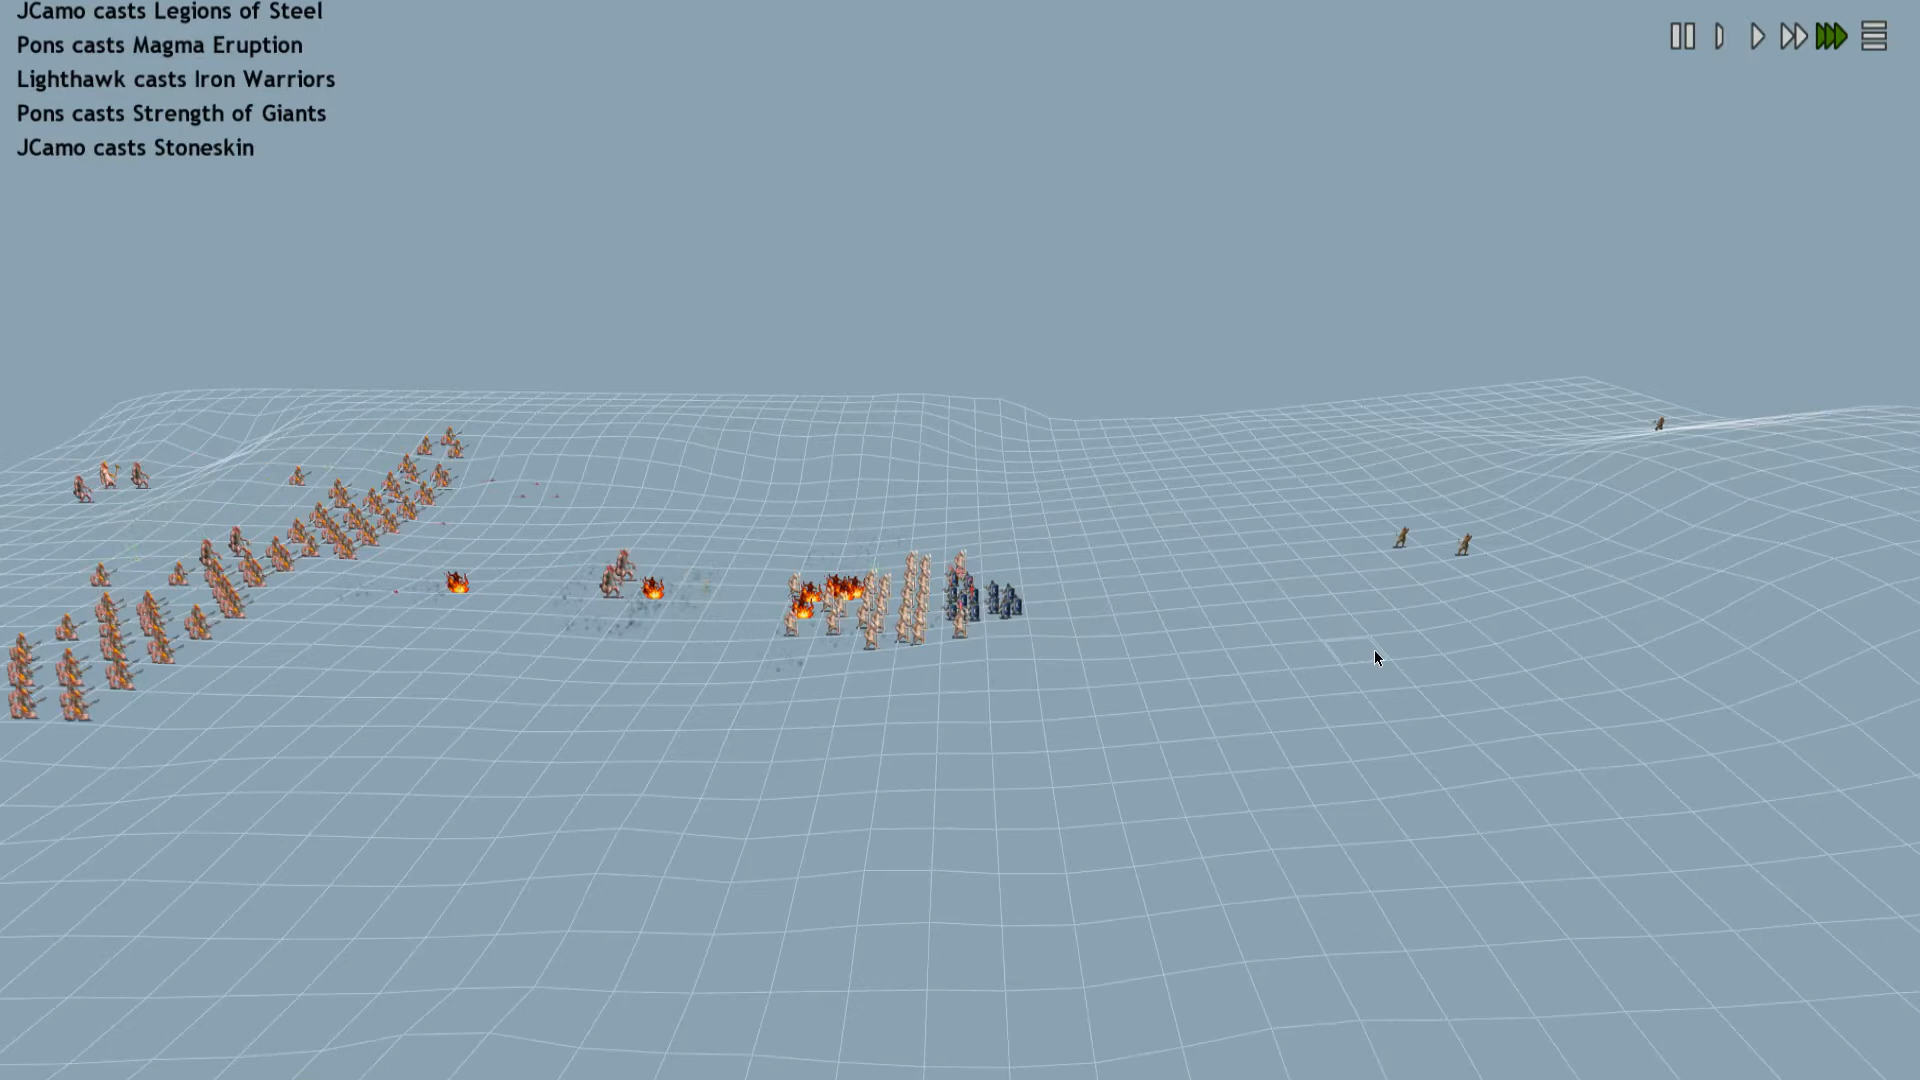 JCamo casts Legions of Steel
Pons casts Magma Eruption
Lighthawk casts Iron Warriors
Pons casts Strength of Giants
JCamo casts Stoneskin